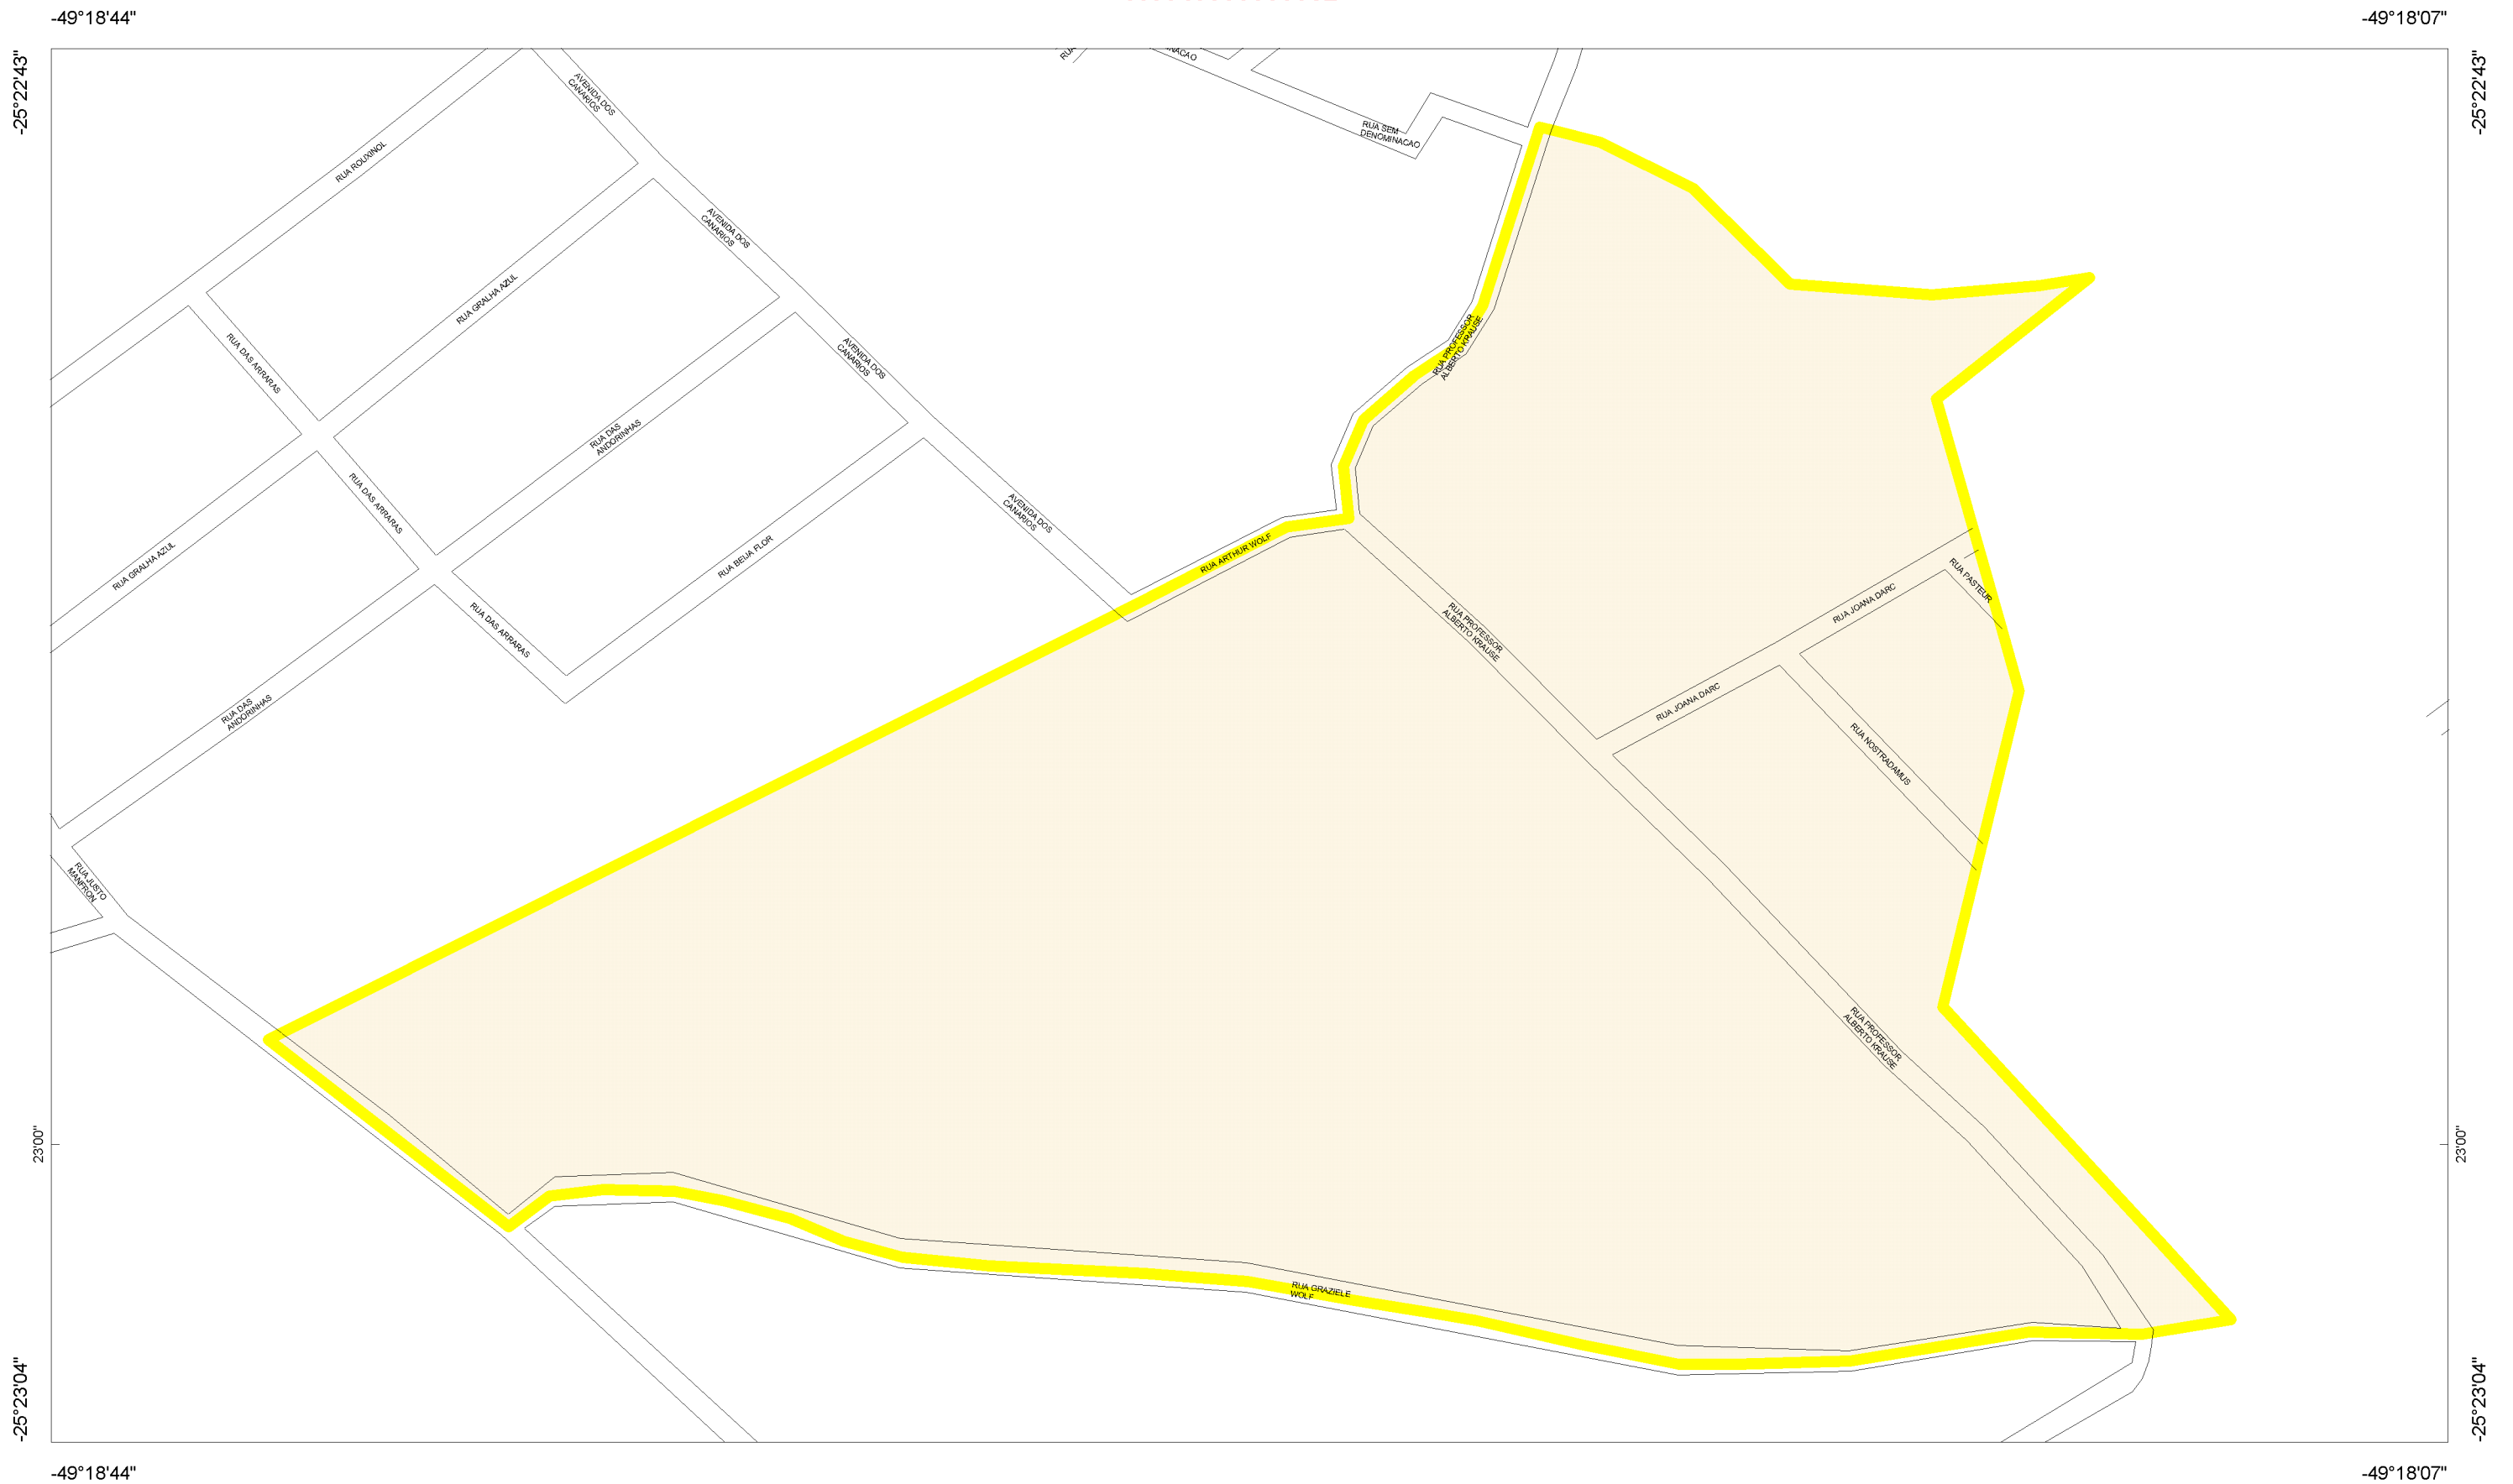 -49°18'44"
-49°18'07"
-25°22'43"
-25°22'43"
RUA
NACAO
AVENIDA DOS
CANARIOS
RUA SEM
DENOMINACAO
RUA ROUXINOL
AVENIDA DOS
CANARIOS
RUA GRALHA AZUL
RUA DAS ARRARAS
AVENIDA DOS
CANARIOS
RUA PROFESSOR
ALBERTO KRAUSE
RUA DAS
ANDORINHAS
RUA DAS ARRARAS
AVENIDA DOS
CANARIOS
RUA GRALHA AZUL
RUA BEIJA FLOR
RUA ARTHUR WOLF
RUA PASTEUR
RUA JOANA DARC
RUA DAS ARRARAS
RUA PROFESSOR
ALBERTO KRAUSE
RUA DAS
ANDORINHAS
RUA JOANA DARC
RUA NOSTRADAMUS
RUA JUSTO
MANFRON
RUA PROFESSOR
ALBERTO KRAUSE
23'00"
23'00"
RUA GRAZIELE
WOLF
-25°23'04"
-25°23'04"
-49°18'44"
-49°18'07"